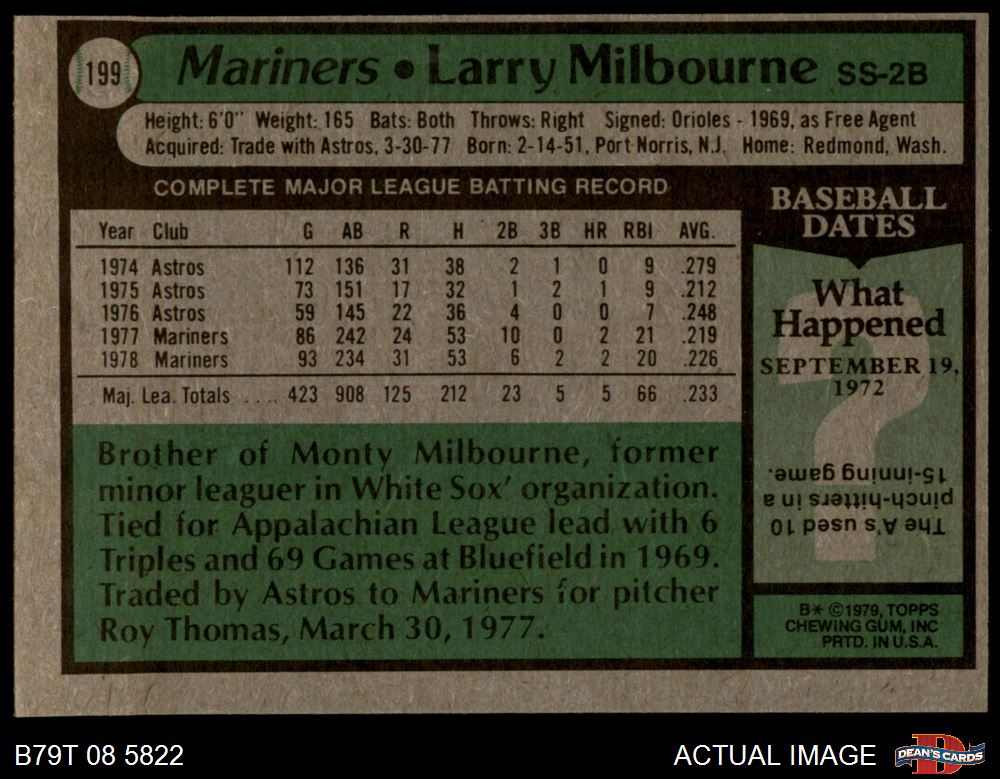 199 Mariners • Larry Milbourne SS-2B
Height: 6'0" Weight: 165 Bats: Both Throws: Right Signed: Orioles - 1969, as Free Agent
Acquired: Trade with Astros, 3-30-77 Born: 2-14-51, Port Norris, N.J. Home: Redmond, Wash.
COMPLETE MAJOR LEAGUE BATTING RECORD
Year Club G AB R H 2B 3B HR RBI AVG.
1974 Astros 112 136 31 38 2 1 0 9 .279
1975 Astros 73 151 17 32 1 2 1 9 .212
1976 Astros 59 145 22 36 4 0 0 7 .248
1977 Mariners 86 242 24 53 10 0 2 21 .219
1978 Mariners 93 234 31 53 6 2 2 20 .226
Maj. Lea. Totals .... 423 908 125 212 23 5 5 66 .233
Brother of Monty Milbourne, former
minor leaguer in White Sox' organization.
Tied for Appalachian League lead with 6
Triples and 69 Games at Bluefield in 1969.
Traded by Astros to Mariners for pitcher
Roy Thomas, March 30, 1977.
BASEBALL
DATES
What
Happened
SEPTEMBER 19,
1972
?
The A's used 10
pinch-hitters in a
15-inning game.
B* ©1979, TOPPS
CHEWING GUM, INC
PRTD. IN U.S.A.
B79T 08 5822
ACTUAL IMAGE
D
DEAN'S CARDS